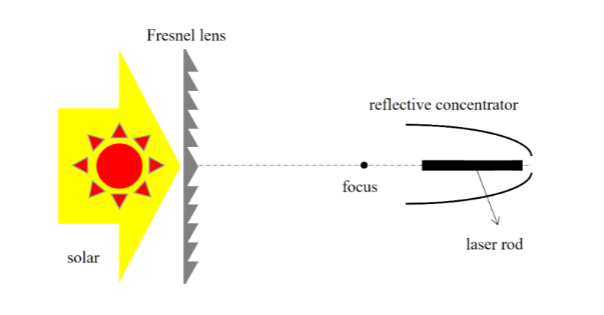 Fresnel lens
reflective concentrator
focus
laser rod
solar